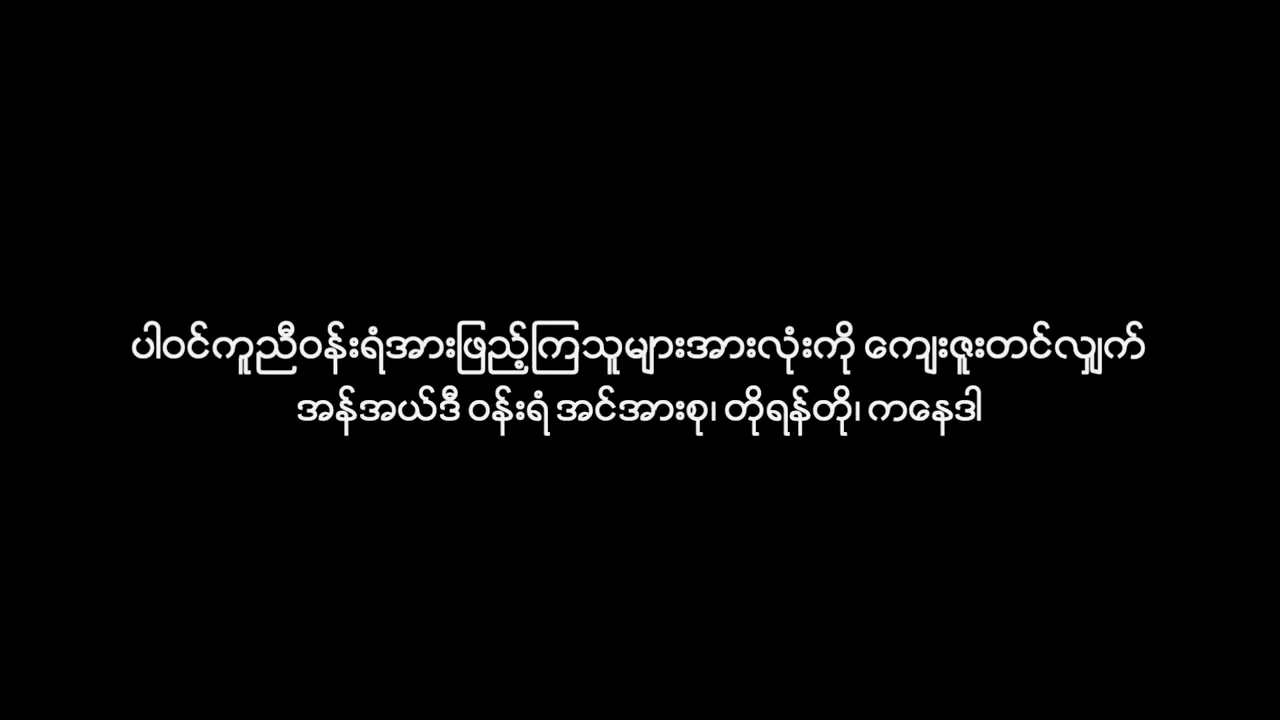 ပါဝင်ကူညီဝန်းရံအားဖြည့်ကြသူများအားလုံးကို ကျေးဇူးတင်လျှက်
အန်အယ်ဒီ ဝန်းရံ အင်အားစု၊ တိုရန်တို၊ ကနေဒါ